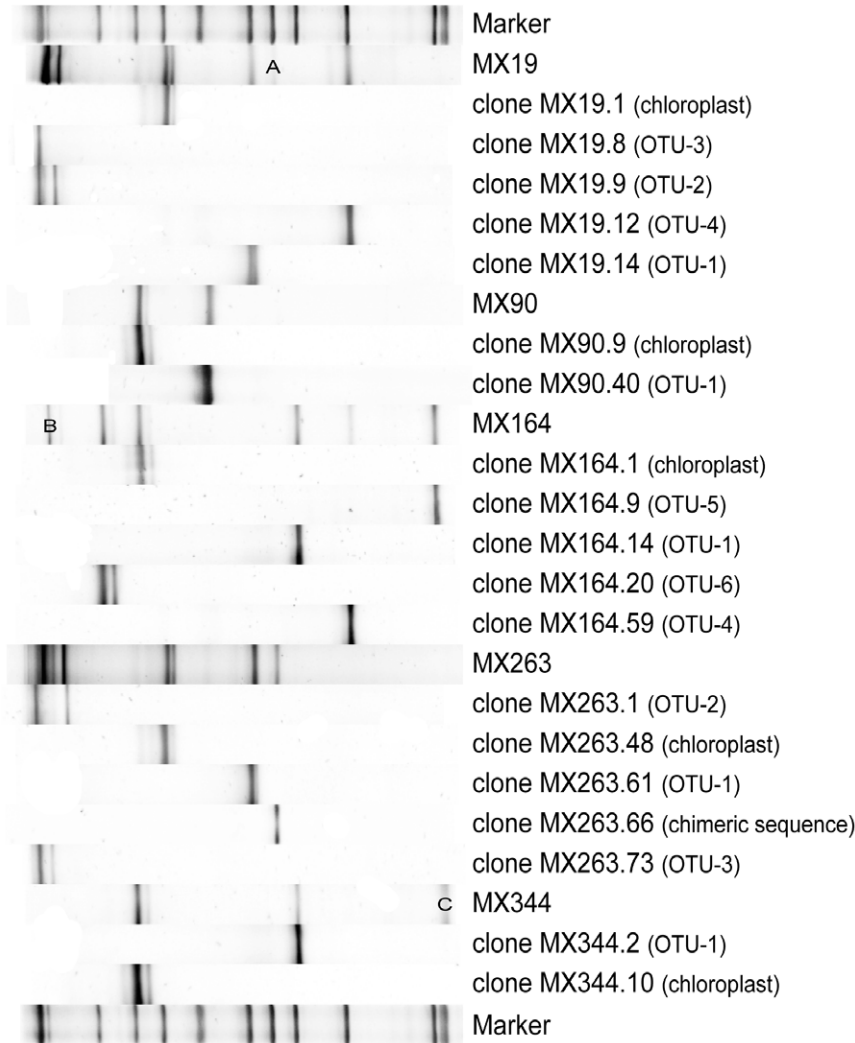 Marker
A MX19
clone MX19.1 (chloroplast)
clone MX19.8 (OTU-3)
clone MX19.9 (OTU-2)
clone MX19.12 (OTU-4)
clone MX19.14 (OTU-1)
MX90
clone MX90.9 (chloroplast)
clone MX90.40 (OTU-1)
B MX164
clone MX164.1 (chloroplast)
clone MX164.9 (OTU-5)
clone MX164.14 (OTU-1)
clone MX164.20 (OTU-6)
clone MX164.59 (OTU-4)
MX263
clone MX263.1 (OTU-2)
clone MX263.48 (chloroplast)
clone MX263.61 (OTU-1)
clone MX263.66 (chimeric sequence)
clone MX263.73 (OTU-3)
C MX344
clone MX344.2 (OTU-1)
clone MX344.10 (chloroplast)
Marker